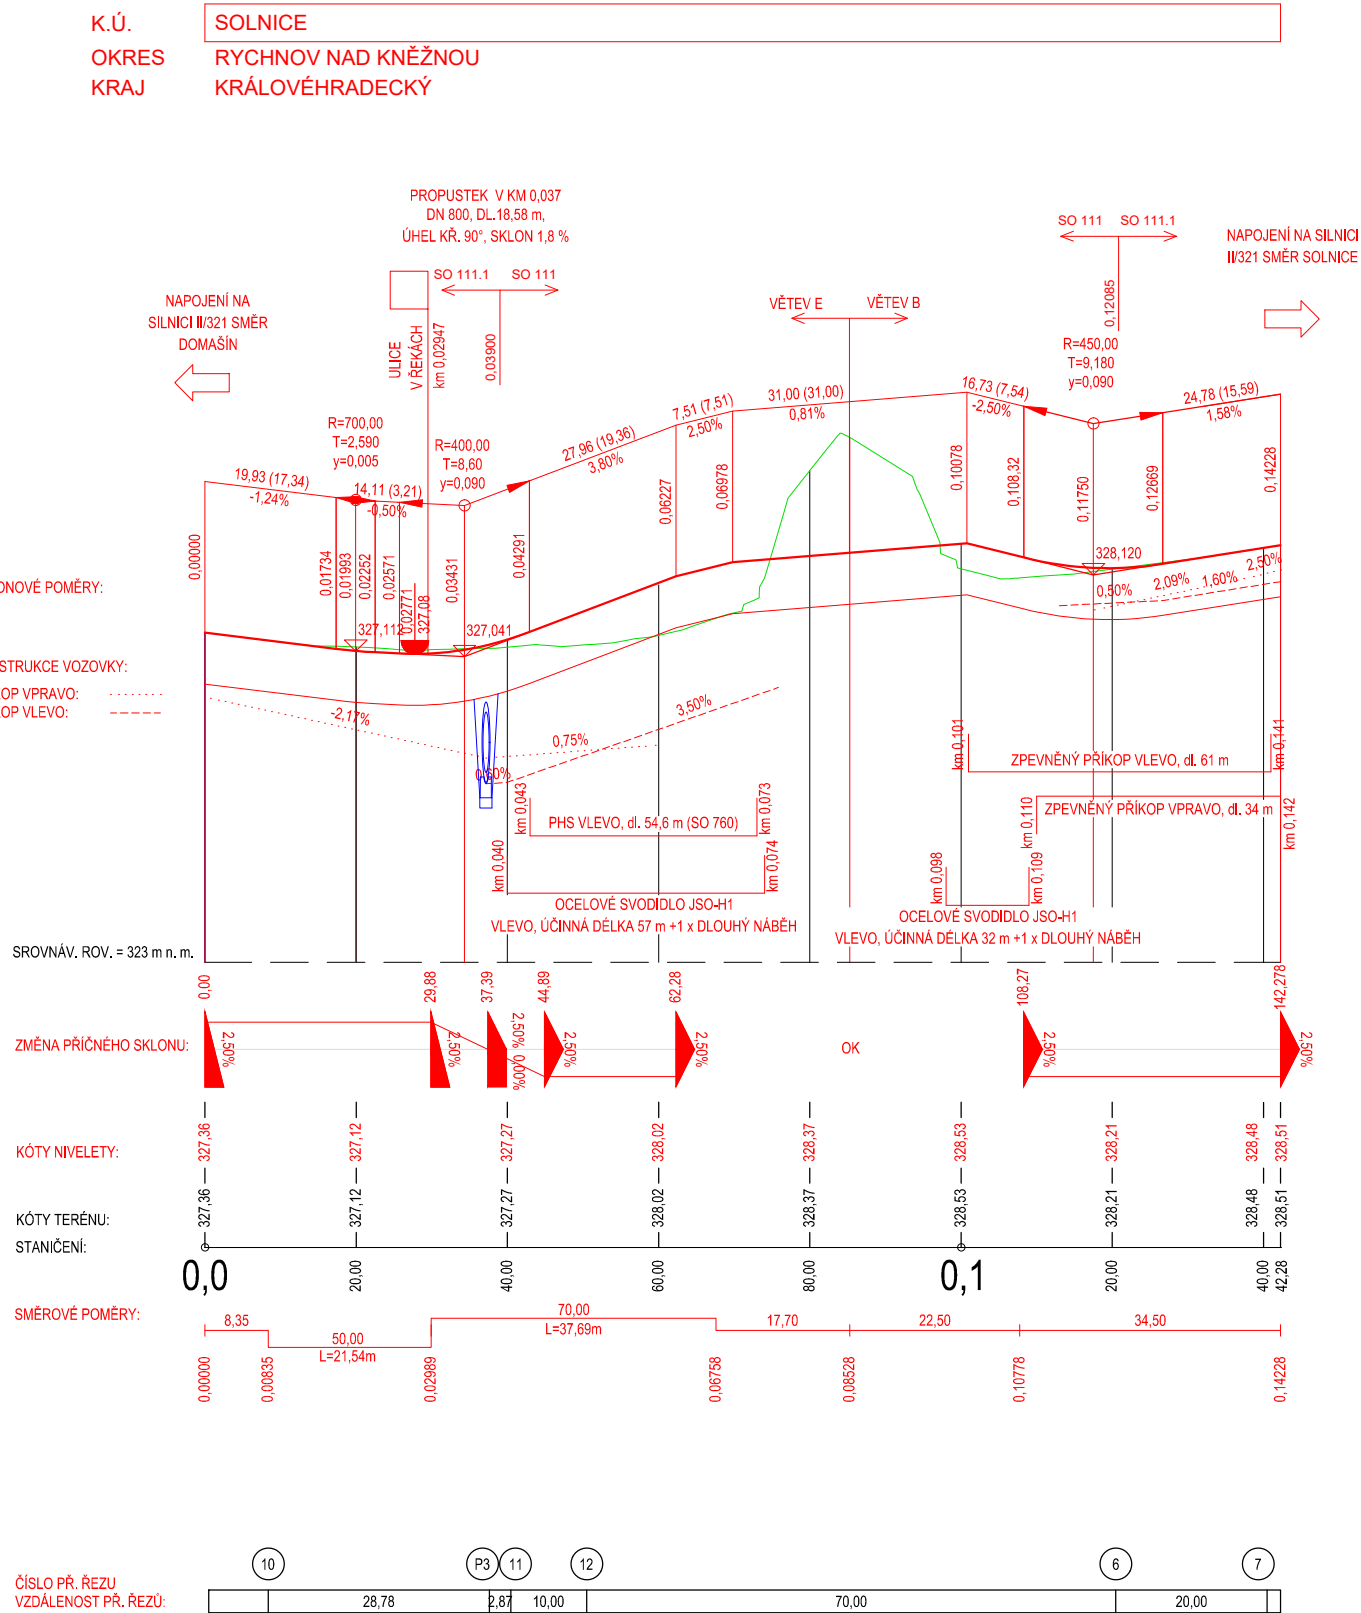 K.Ú. SOLNICE
OKRES RYCHNOV NAD KNĚŽNOU
KRAJ KRÁLOVÉHRADECKÝ
PROPUSTEK V KM 0,037
DN 800, DL.18,58 m,
ÚHEL KŘ. 90°, SKLON 1,8 %
SO 111.1 SO 111
SO 111 SO 111.1
NAPOJENÍ NA SILNICI
II/321 SMĚR SOLNICE
NAPOJENÍ NA
SILNICI II/321 SMĚR
DOMAŠÍN
ULICE
V ŘEKÁCH
km 0,02947
0,03900
VĚTEV E VĚTEV B
0,12085
R=700,00
T=2,590
y=0,005
R=400,00
T=8,60
y=0,090
R=450,00
T=9,180
y=0,090
19,93 (17,34)
-1,24%
14,11 (3,21)
-0,50%
27,96 (19,36)
3,80%
7,51 (7,51)
2,50%
31,00 (31,00)
0,81%
16,73 (7,54)
-2,50%
24,78 (15,59)
1,58%
0,00000
0,01734
0,01993
0,02252
0,02571
0,02771
327,08
0,03431
0,04291
0,06227
0,06978
0,10078
0,108,32
0,11750
0,12669
0,14228
327,112
327,041
328,120
ONOVÉ POMĚRY:
STRUKCE VOZOVKY:
OP VPRAVO:
OP VLEVO:
-2,17%
0,75%
0,60%
3,50%
0,50%
2,09%
1,60%
2,50%
km 0,101
ZPEVNĚNÝ PŘÍKOP VLEVO, dl. 61 m
km 0,141
km 0,110
ZPEVNĚNÝ PŘÍKOP VPRAVO, dl. 34 m
km 0,142
km 0,043
PHS VLEVO, dl. 54,6 m (SO 760)
km 0,073
km 0,040
km 0,074
OCELOVÉ SVODIDLO JSO-H1
VLEVO, ÚČINNÁ DÉLKA 57 m +1 x DLOUHÝ NÁBĚH
km 0,098
km 0,109
OCELOVÉ SVODIDLO JSO-H1
VLEVO, ÚČINNÁ DÉLKA 32 m +1 x DLOUHÝ NÁBĚH
SROVNÁV. ROV. = 323 m n. m.
0,00 29,88 37,39 44,89 62,28 108,27 142,278
ZMĚNA PŘÍČNÉHO SKLONU: 2,50% 2,50% 2,50% 0,00% 2,50% 2,50% OK 2,50% 2,50%
KÓTY NIVELETY: 327,36 327,12 327,27 328,02 328,37 328,53 328,21 328,48 328,51
KÓTY TERÉNU: 327,36 327,12 327,27 328,02 328,37 328,53 328,21 328,48 328,51
STANIČENÍ:
0,0 20,00 40,00 60,00 80,00 0,1 20,00 40,00 42,28
SMĚROVÉ POMĚRY:
8,35
50,00
L=21,54m
70,00
L=37,69m
17,70
22,50
34,50
0,00000 0,00835 0,02989 0,06758 0,08528 0,10778 0,14228
ČÍSLO PŘ. ŘEZU 10 P3 11 12 6 7
VZDÁLENOST PŘ. ŘEZŮ: 28,78 2,87 10,00 70,00 20,00